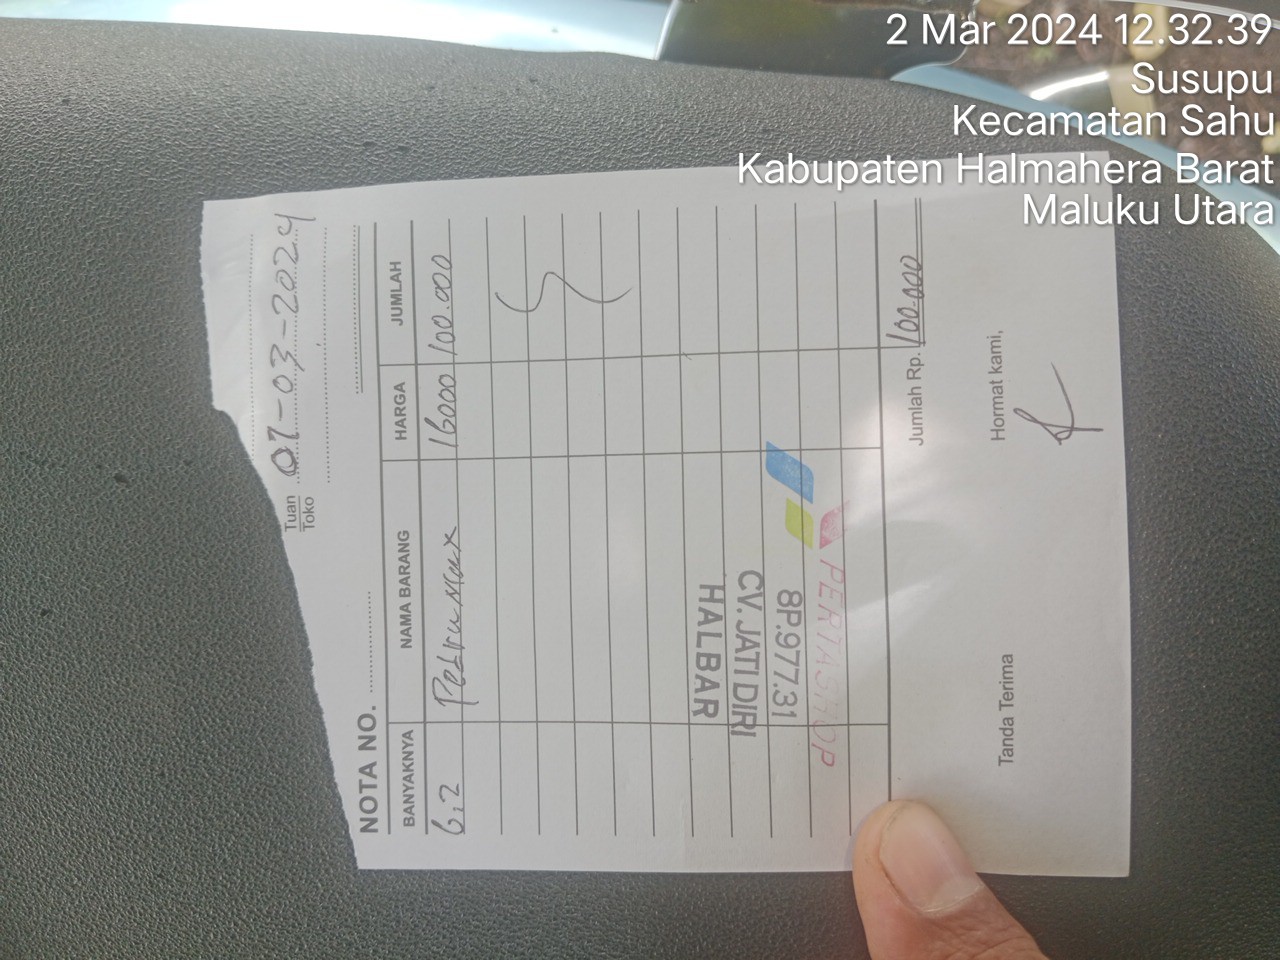 2 Mar 2024 12.32.39
Susupu
Kecamatan Sahu
Kabupaten Halmahera Barat
Maluku Utara
01-03-2024
Tuan
Toko
NOTA NO.
BANYAKNYA NAMA BARANG HARGA JUMLAH
6,2 16000 100.000
HALBAR
CV. JATI DIRI
8P.977.31
PERTASHOP
Jumlah Rp. 100.000
Tanda Terima Hormat kami,